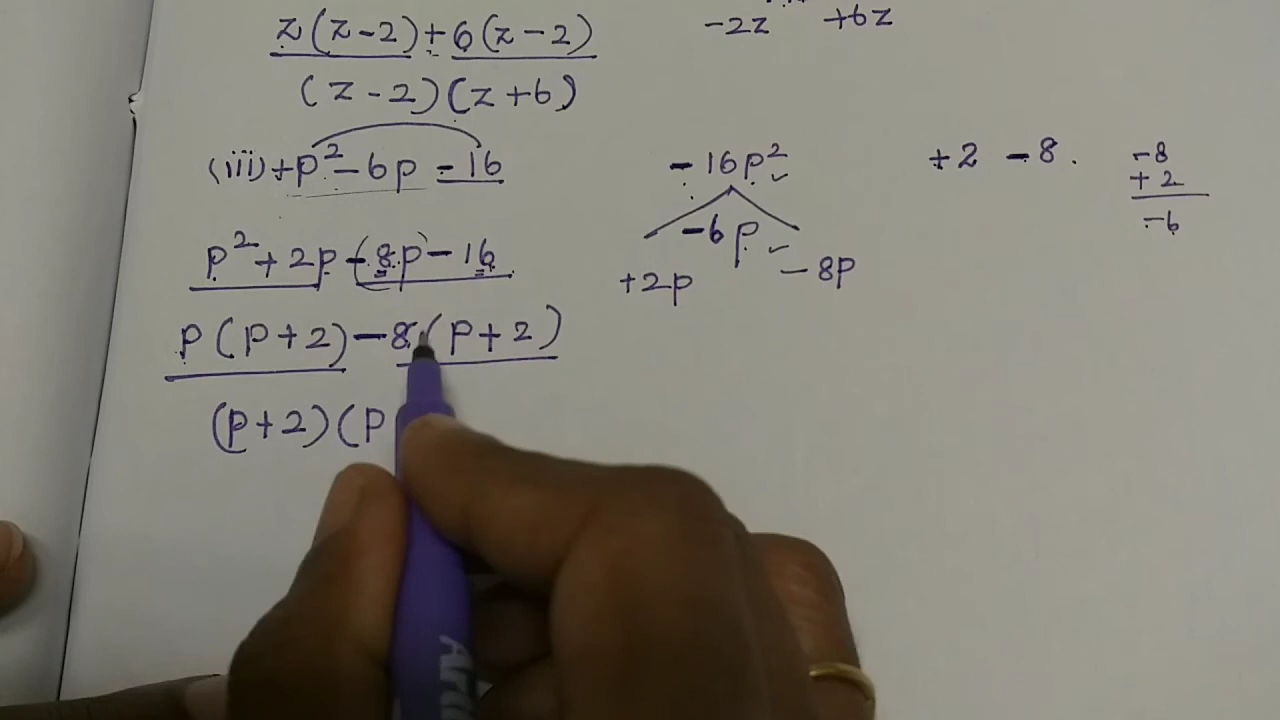 z(z-2)+6(z-2)
-2z +6z
(z-2)(z+6)
(iii)+p²-6p-16
-16p²
+2 -8.
-8
+2
-6
-6p
p²+2p-8p-16
+2p
-8p
p(p+2)-8(p+2)
(p+2)(p